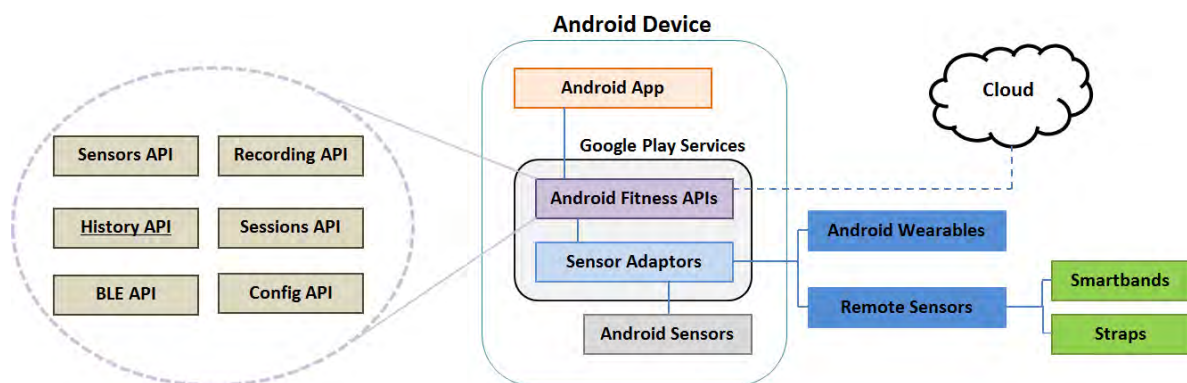 Android Device
Android App
Cloud
Google Play Services
Sensors API
Recording API
Android Fitness APIs
History API
Sessions API
Android Wearables
Sensor Adaptors
BLE API
Config API
Remote Sensors
Smartbands
Android Sensors
Straps